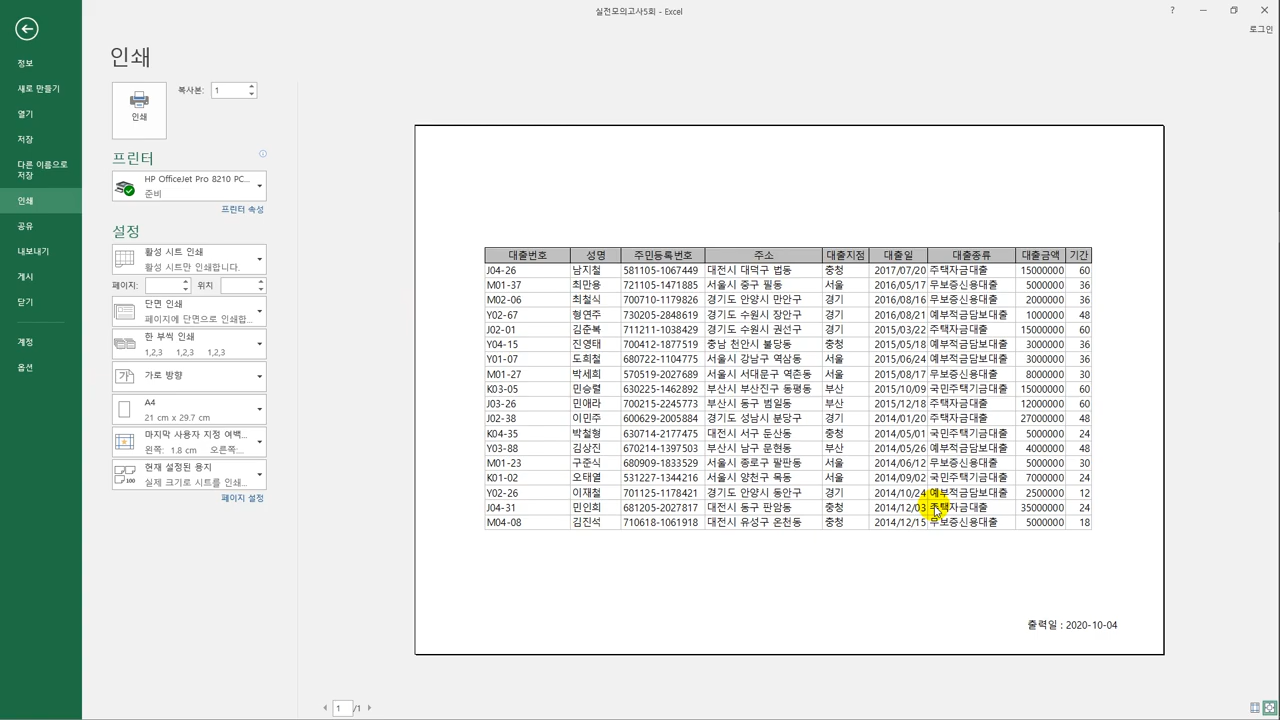 실전모의고사5회 - Excel
로그인
정보
새로 만들기
열기
저장
다른 이름으로
저장
인쇄
공유
내보내기
게시
닫기
계정
옵션
인쇄
인쇄
복사본: 1
프린터
HP OfficeJet Pro 8210 PC...
준비
프린터 속성
설정
활성 시트 인쇄
활성 시트만 인쇄합니다.
페이지: 위치
단면 인쇄
페이지에 단면으로 인쇄합...
한 부씩 인쇄
1,2,3 1,2,3 1,2,3
가로 방향
A4
21 cm x 29.7 cm
마지막 사용자 지정 여백...
왼쪽: 1.8 cm 오른쪽:...
현재 설정된 용지
실제 크기로 시트를 인쇄...
100
페이지 설정
대출번호 성명 주민등록번호 주소 대출지점 대출일 대출종류 대출금액 기간
J04-26 남지철 581105-1067449 대전시 대덕구 법동 충청 2017/07/20 주택자금대출 15000000 60
M01-37 최만용 721105-1471885 서울시 중구 필동 서울 2016/05/17 무보증신용대출 5000000 36
M02-06 최철식 700710-1179826 경기도 안양시 만안구 경기 2016/08/16 무보증신용대출 2000000 36
Y02-67 형연주 730205-2848619 경기도 수원시 장안구 경기 2016/08/21 예부적금담보대출 1000000 48
J02-01 김준복 711211-1038429 경기도 수원시 권선구 경기 2015/03/22 주택자금대출 15000000 60
Y04-15 진영태 700412-1877519 충남 천안시 불당동 충청 2015/05/18 예부적금담보대출 3000000 36
Y01-07 도희철 680722-1104775 서울시 강남구 역삼동 서울 2015/06/24 예부적금담보대출 3000000 36
M01-27 박세희 570519-2027689 서울시 서대문구 역촌동 서울 2015/08/17 무보증신용대출 8000000 30
K03-05 민승렬 630225-1462892 부산시 부산진구 동평동 부산 2015/10/09 국민주택기금대출 15000000 60
J03-26 민애라 700215-2245773 부산시 동구 범일동 부산 2015/12/18 주택자금대출 12000000 60
J02-38 이민주 600629-2005884 경기도 성남시 분당구 경기 2014/01/20 주택자금대출 27000000 48
K04-35 박철형 630714-2177475 대전시 서구 둔산동 충청 2014/05/01 국민주택기금대출 5000000 24
Y03-88 김상진 670214-1397503 부산시 남구 문현동 부산 2014/05/26 예부적금담보대출 4000000 48
M01-23 구준식 680909-1833529 서울시 종로구 팔판동 서울 2014/06/12 무보증신용대출 5000000 30
K01-02 오태열 531227-1344216 서울시 양천구 목동 서울 2014/09/02 국민주택기금대출 7000000 24
Y02-26 이재철 701125-1178421 경기도 안양시 동안구 경기 2014/10/24 예부적금담보대출 2500000 12
J04-31 민인희 681205-2027817 대전시 동구 판암동 충청 2014/12/03 주택자금대출 35000000 24
M04-08 김진석 710618-1061918 대전시 유성구 온천동 충청 2014/12/15 무보증신용대출 5000000 18
출력일 : 2020-10-04
1 /1